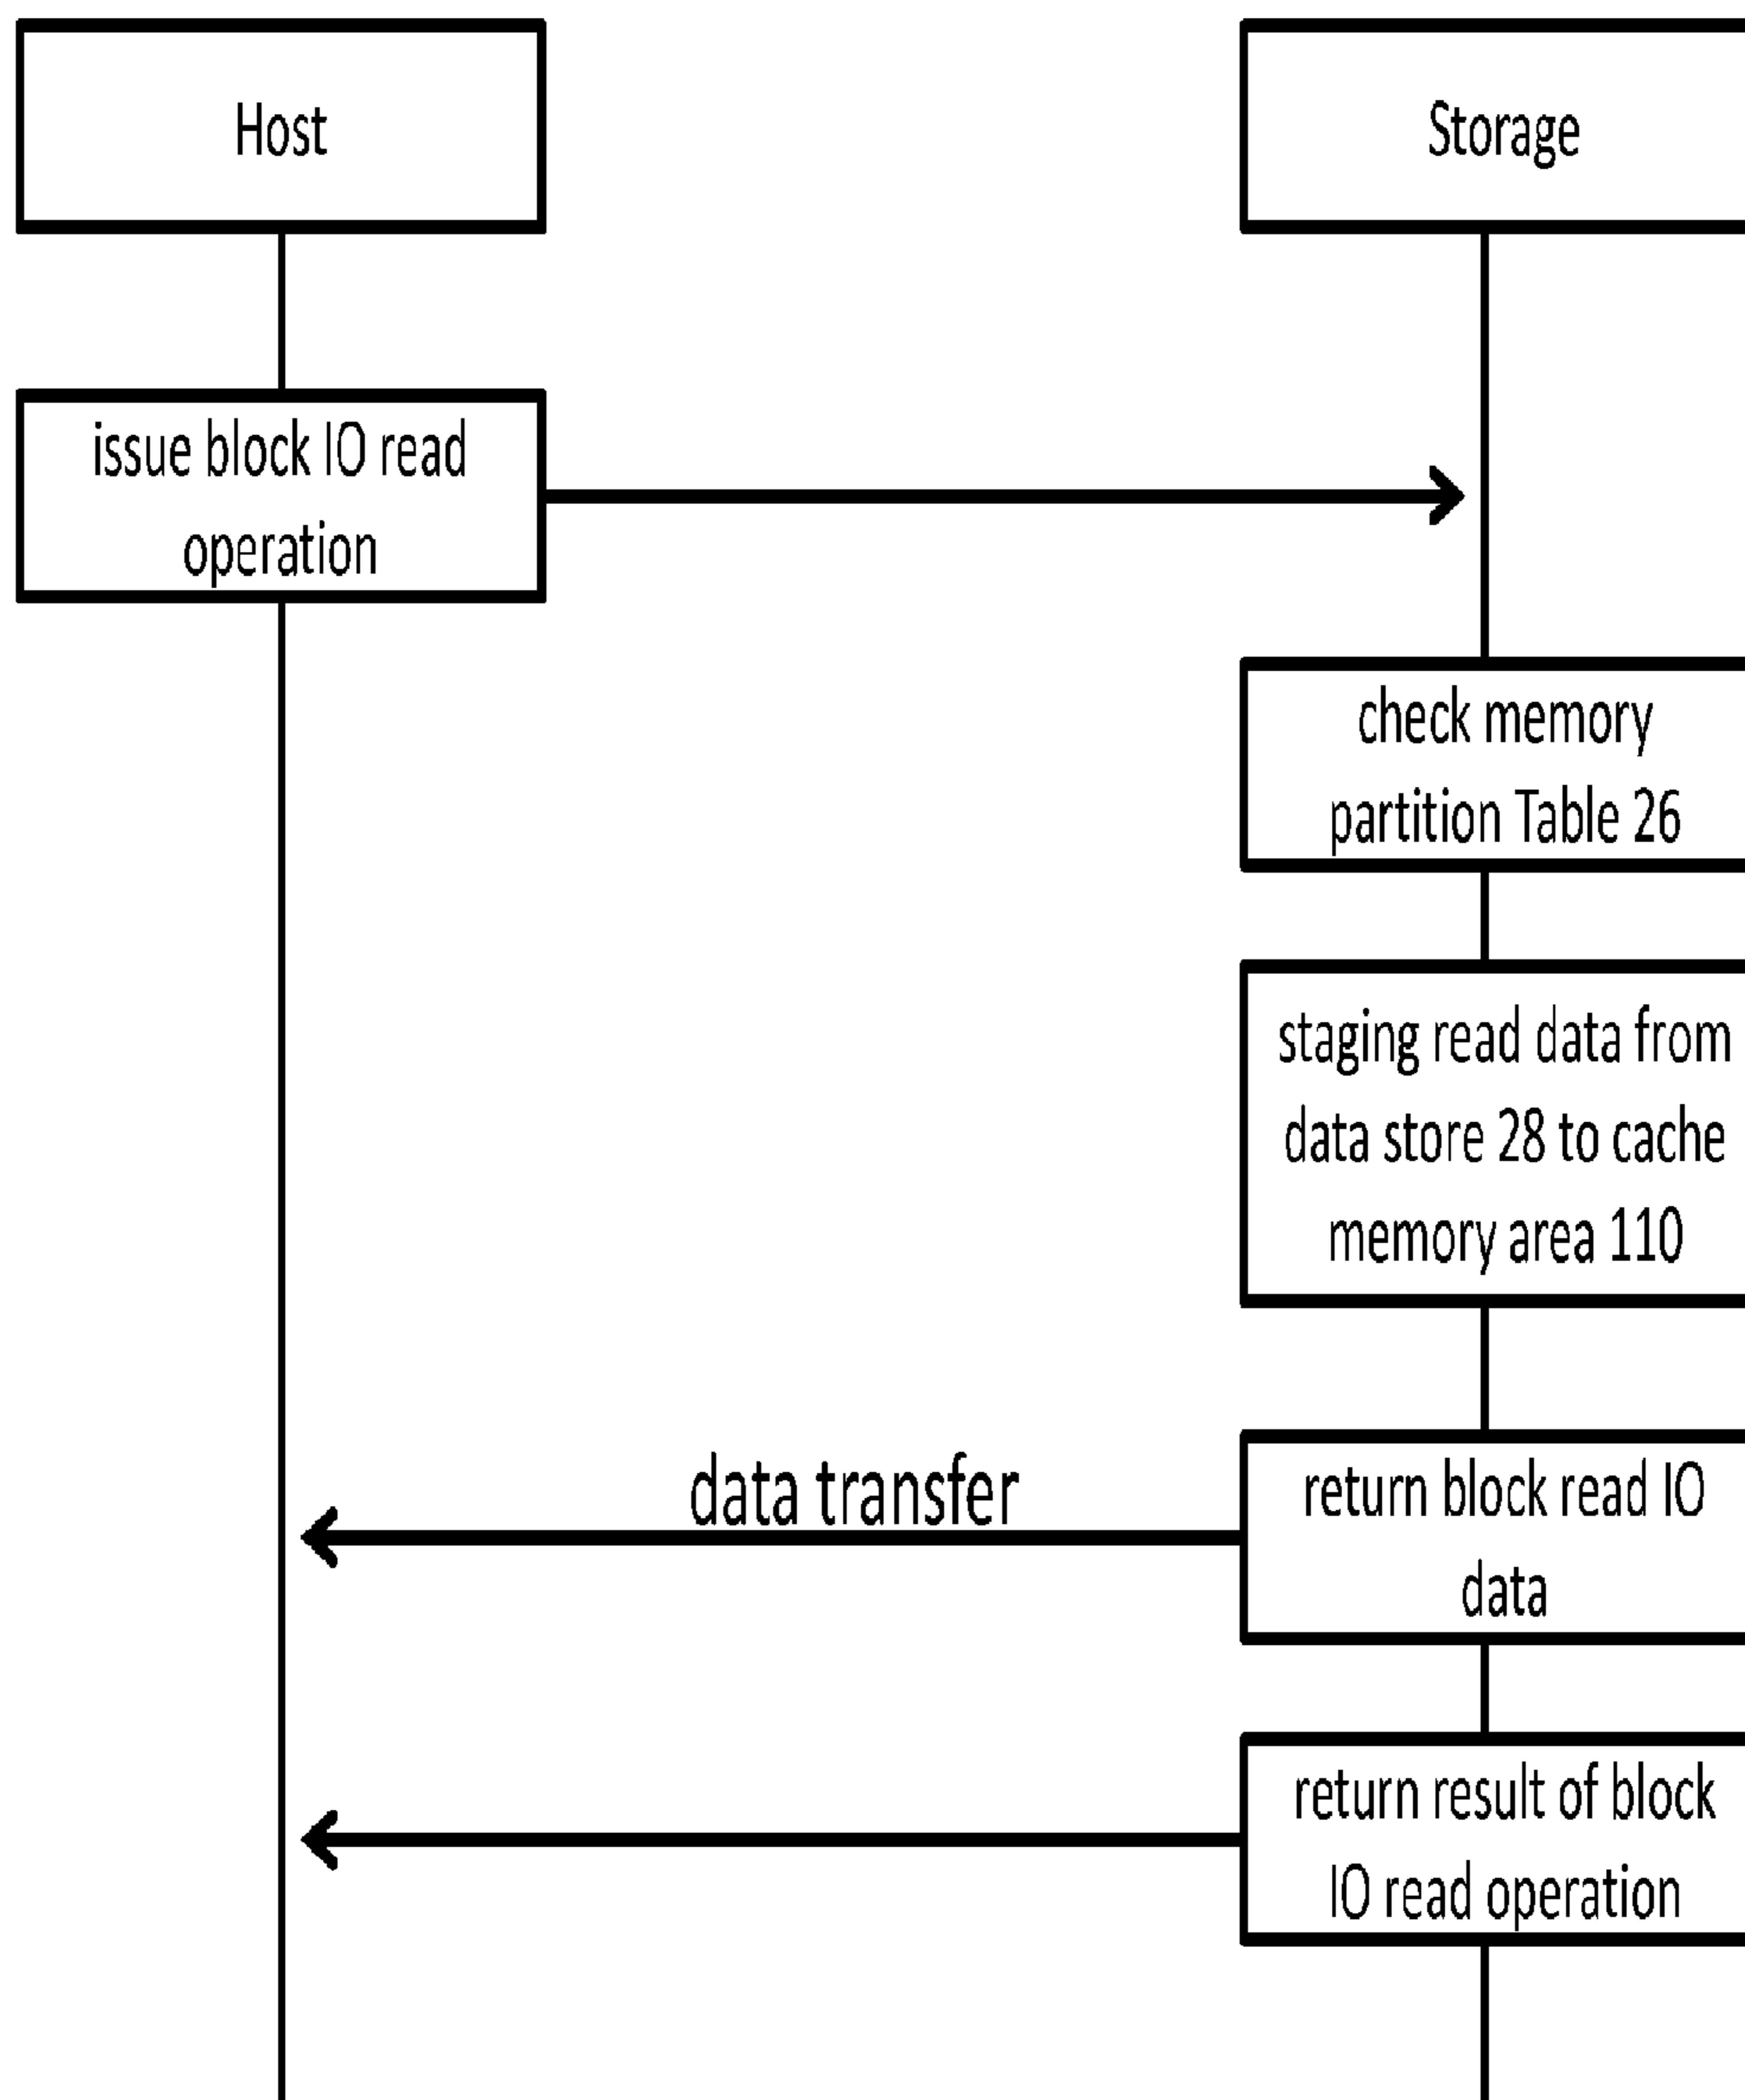 Host
Storage
issue block IO read
operation
check memory
partition Table 26
staging read data from
data store 28 to cache
memory area 110
data transfer
return block read IO
data
return result of block
IO read operation